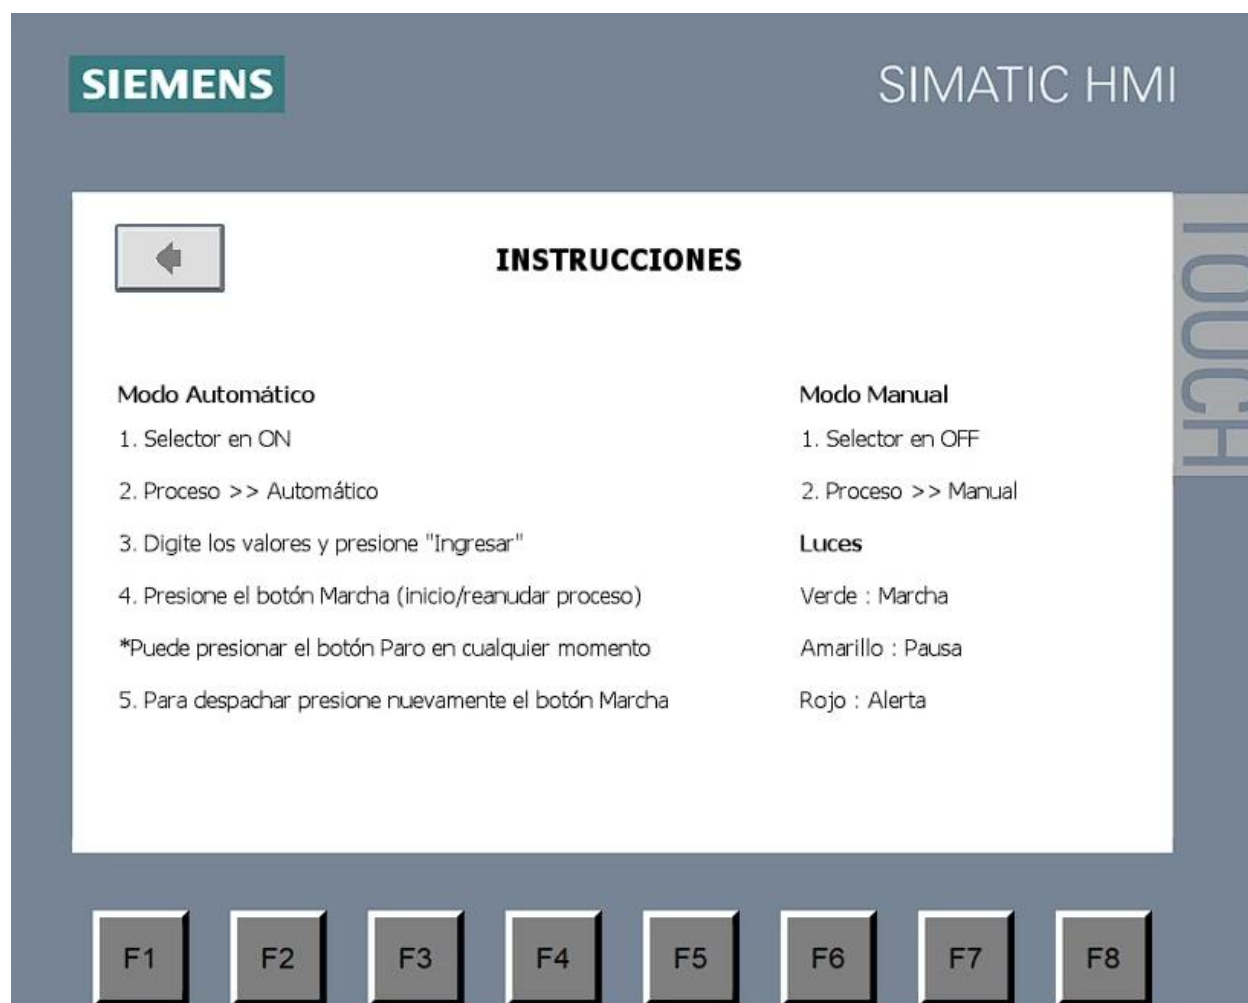 SIEMENS
SIMATIC HMI
TOUCH
INSTRUCCIONES
Modo Automático
1. Selector en ON
2. Proceso >> Automático
3. Digite los valores y presione "Ingresar"
4. Presione el botón Marcha (inicio/reanudar proceso)
*Puede presionar el botón Paro en cualquier momento
5. Para despachar presione nuevamente el botón Marcha
Modo Manual
1. Selector en OFF
2. Proceso >> Manual
Luces
Verde : Marcha
Amarillo : Pausa
Rojo : Alerta
F1 F2 F3 F4 F5 F6 F7 F8